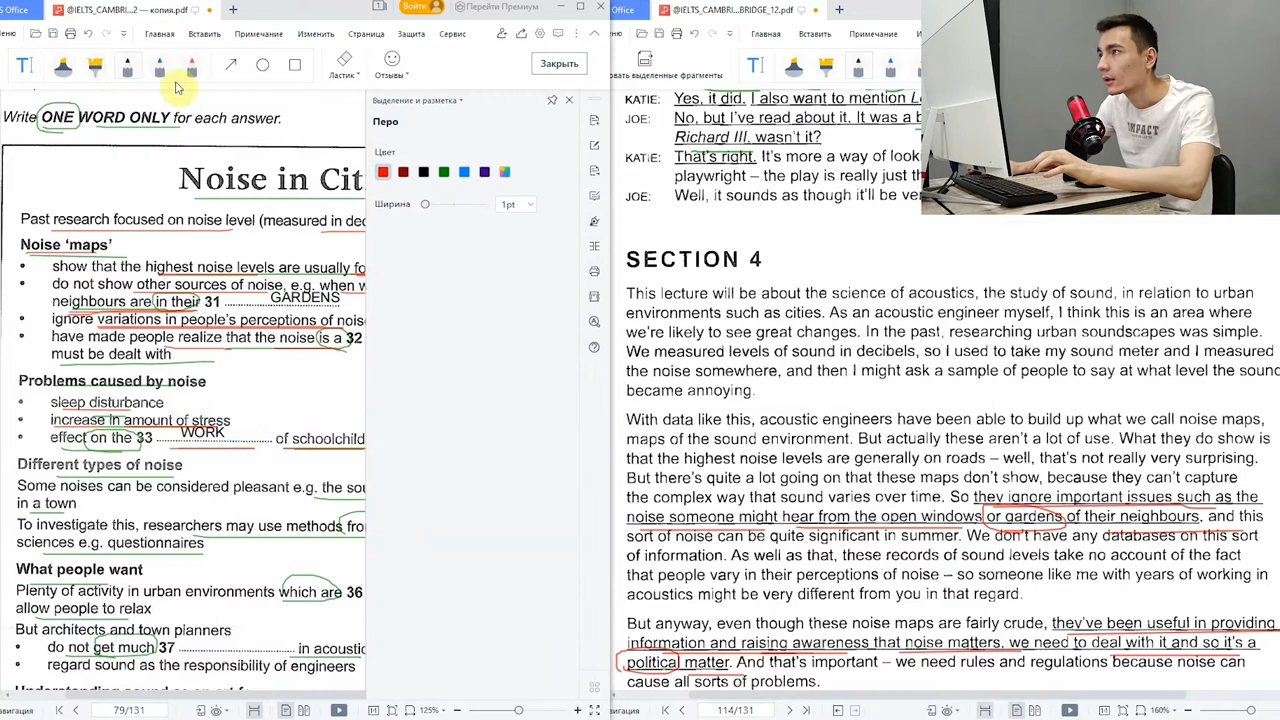 S Office
@IELTS_CAMBRI...2 — копия.pdf
+
Войти
Перейти Премиум
Главная
Вставить
Примечание
Изменить
Страница
Защита
Сервис
Ластик
Отзывы
Закрыть
Write ONE WORD ONLY for each answer.
Noise in Cit
Past research focused on noise level (measured in dec
Noise 'maps'
• show that the highest noise levels are usually fo
• do not show other sources of noise, e.g. when w
neighbours are in their 31 GARDENS
• ignore variations in people's perceptions of nois
• have made people realize that the noise is a 32
must be dealt with
Problems caused by noise
• sleep disturbance
• increase in amount of stress
• effect on the 33 WORK of schoolchild
Different types of noise
Some noises can be considered pleasant e.g. the sou
in a town
To investigate this, researchers may use methods fro
sciences e.g. questionnaires
What people want
Plenty of activity in urban environments which are 36
allow people to relax
But architects and town planners
• do not get much 37 in acoustic
• regard sound as the responsibility of engineers
Выделение и разметка
Перо
Цвет
Ширина
1pt
вигация
79/131
125%
Office
@IELTS_CAMBRI...BRIDGE_12.pdf
+
Меню
Главная
Вставить
Примечание
овать выделенные фрагменты
KATIE: Yes, it did. I also want to mention
JOE: No, but I've read about it. It was a
Richard III, wasn't it?
KATIE: That's right. It's more a way of look
playwright – the play is really just t
JOE: Well, it sounds as though it'll be ve
IMPACT
SECTION 4
This lecture will be about the science of acoustics, the study of sound, in relation to urban
environments such as cities. As an acoustic engineer myself, I think this is an area where
we're likely to see great changes. In the past, researching urban soundscapes was simple.
We measured levels of sound in decibels, so I used to take my sound meter and I measured
the noise somewhere, and then I might ask a sample of people to say at what level the sound
became annoying.
With data like this, acoustic engineers have been able to build up what we call noise maps,
maps of the sound environment. But actually these aren't a lot of use. What they do show is
that the highest noise levels are generally on roads – well, that's not really very surprising.
But there's quite a lot going on that these maps don't show, because they can't capture
the complex way that sound varies over time. So they ignore important issues such as the
noise someone might hear from the open windows or gardens of their neighbours, and this
sort of noise can be quite significant in summer. We don't have any databases on this sort
of information. As well as that, these records of sound levels take no account of the fact
that people vary in their perceptions of noise – so someone like me with years of working in
acoustics might be very different from you in that regard.
But anyway, even though these noise maps are fairly crude, they've been useful in providing
information and raising awareness that noise matters, we need to deal with it and so it's a
political matter. And that's important – we need rules and regulations because noise can
cause all sorts of problems.
вигация
114/131
160%